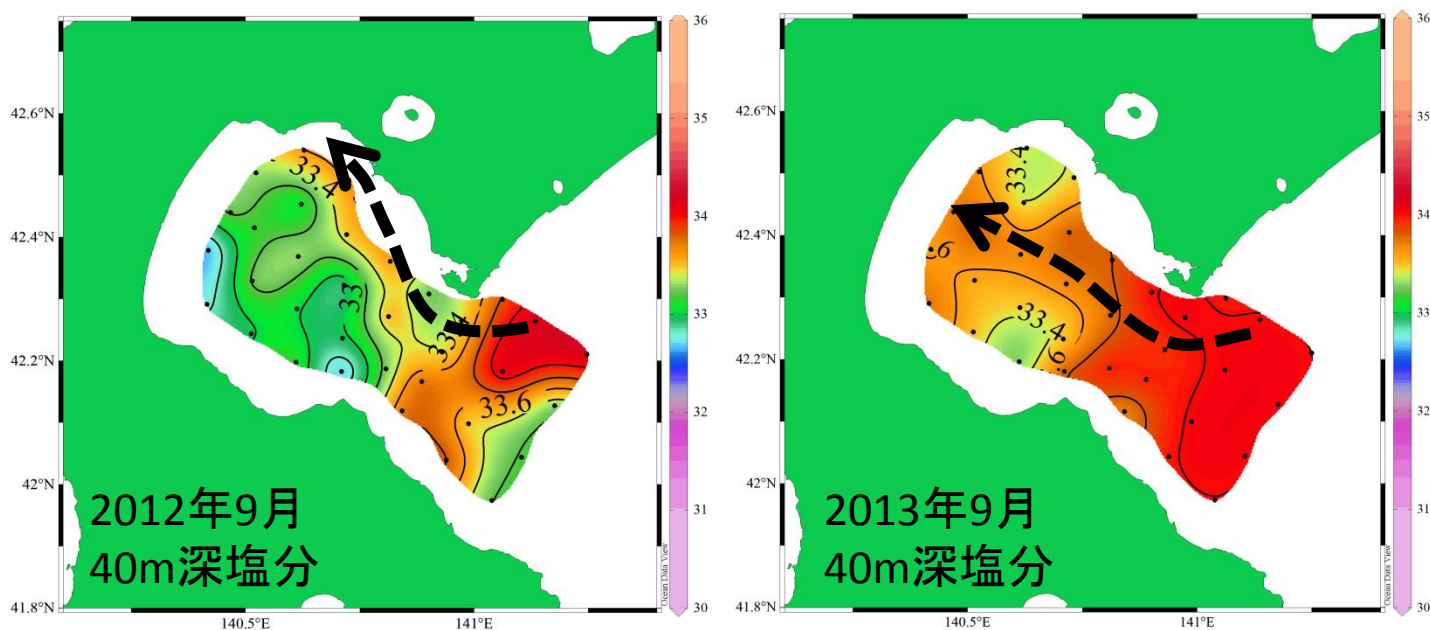 36
35
34
33
32
31
30
42.6°N
42.4°N
42.2°N
42°N
41.8°N
140.5°E
141°E
33.4
33
33.4
33.6
2012年9月
40m深塩分
Ocean Data View
36
35
34
33
32
31
30
42.6°N
42.4°N
42.2°N
42°N
41.8°N
140.5°E
141°E
33.4
.6
33.4
.6
2013年9月
40m深塩分
Ocean Data View